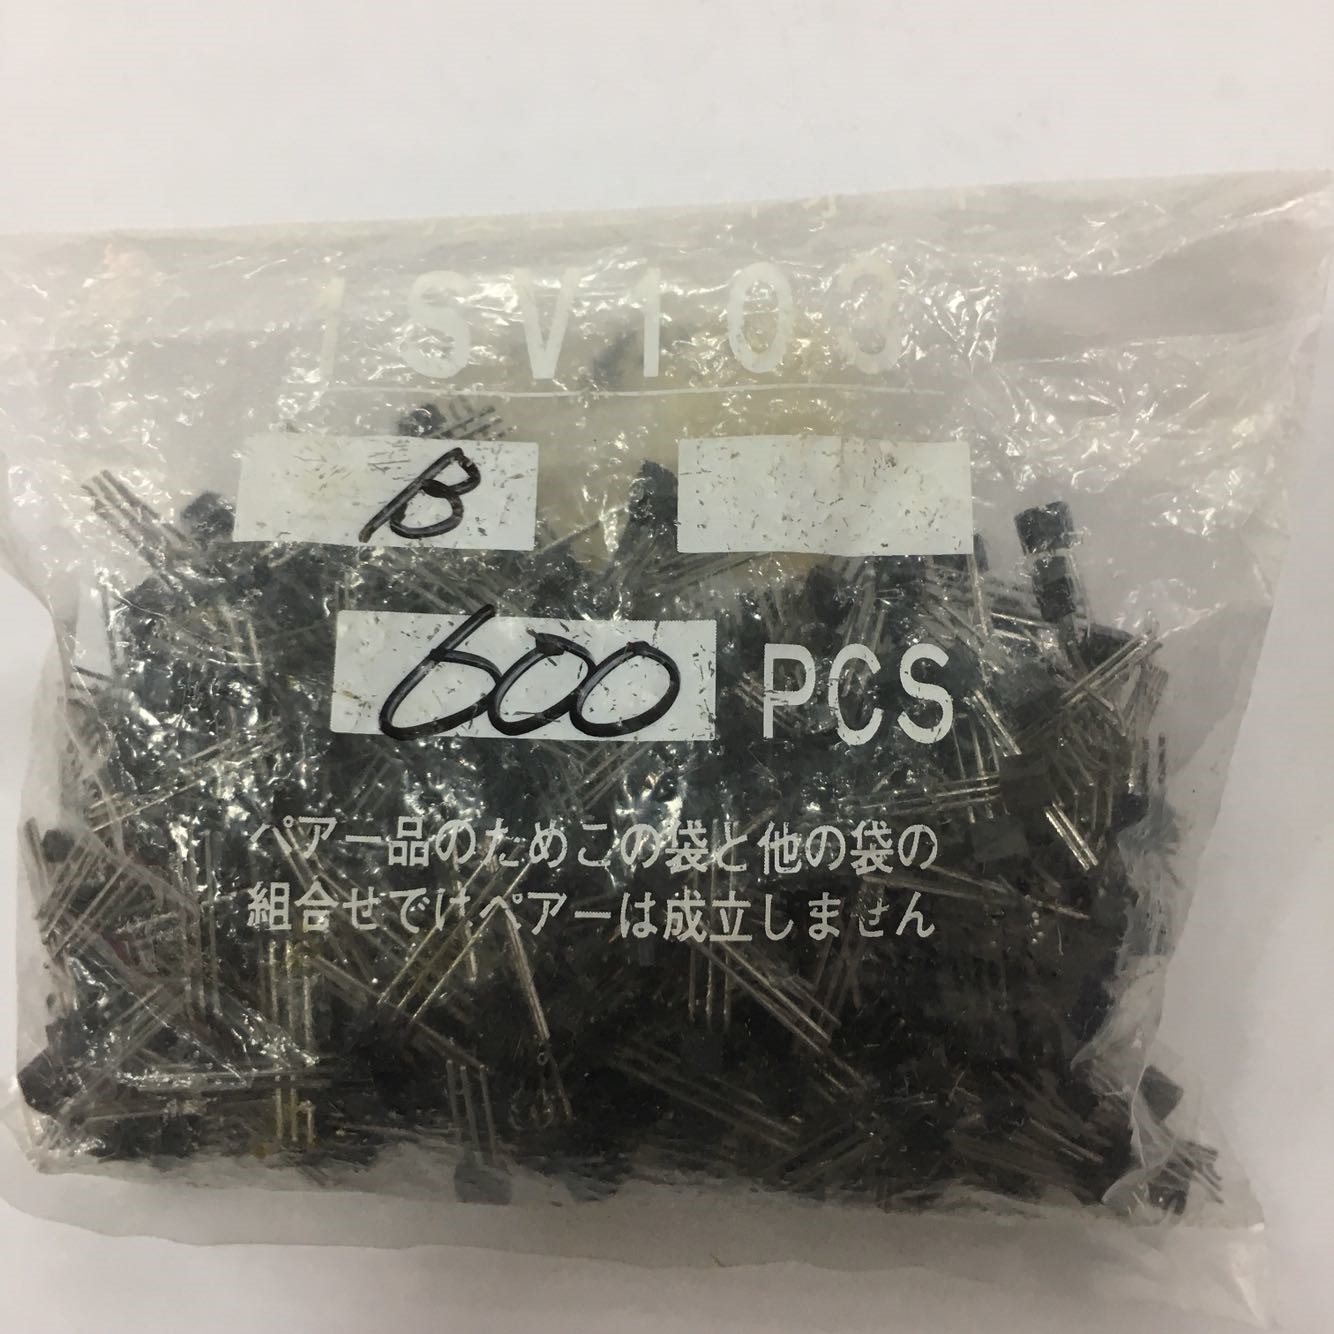 1SV103
B
600 PCS
パアー品のためこの袋と他の袋の
組合せではペアーは成立しません